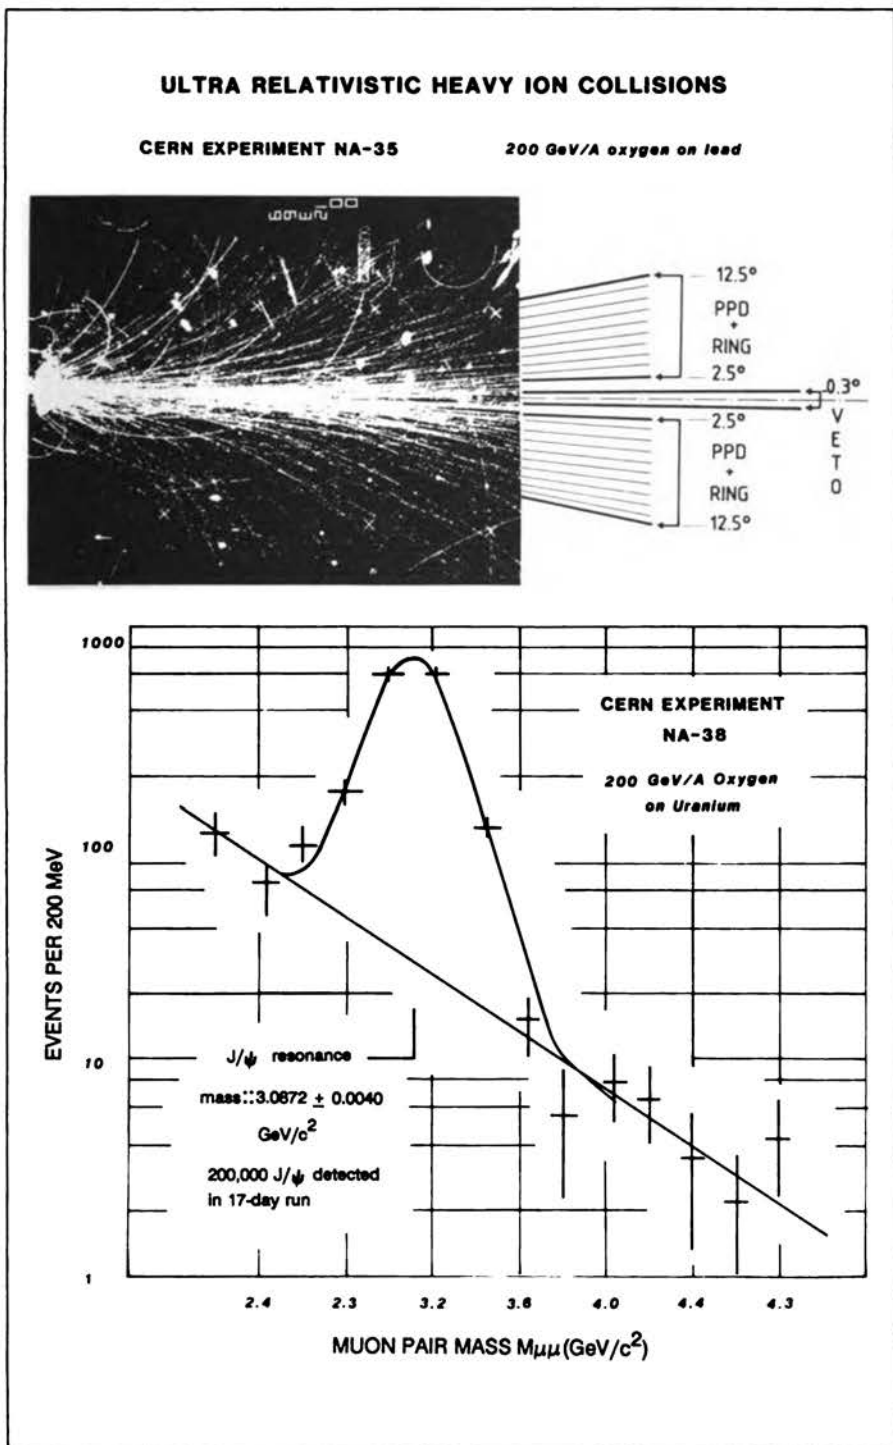 ULTRA RELATIVISTIC HEAVY ION COLLISIONS
CERN EXPERIMENT NA-35 200 GeV/A oxygen on lead
12.5°
PPD
+
RING
2.5°
0.3°
VETO
2.5°
PPD
+
RING
12.5°
EVENTS PER 200 MeV
1000
100
10
1
CERN EXPERIMENT
NA-38
200 GeV/A Oxygen
on Uranium
J/ψ resonance
mass::3.0872 ± 0.0040
GeV/c²
200,000 J/ψ detected
in 17-day run
2.4 2.3 3.2 3.6 4.0 4.4 4.3
MUON PAIR MASS Mμμ(GeV/c²)